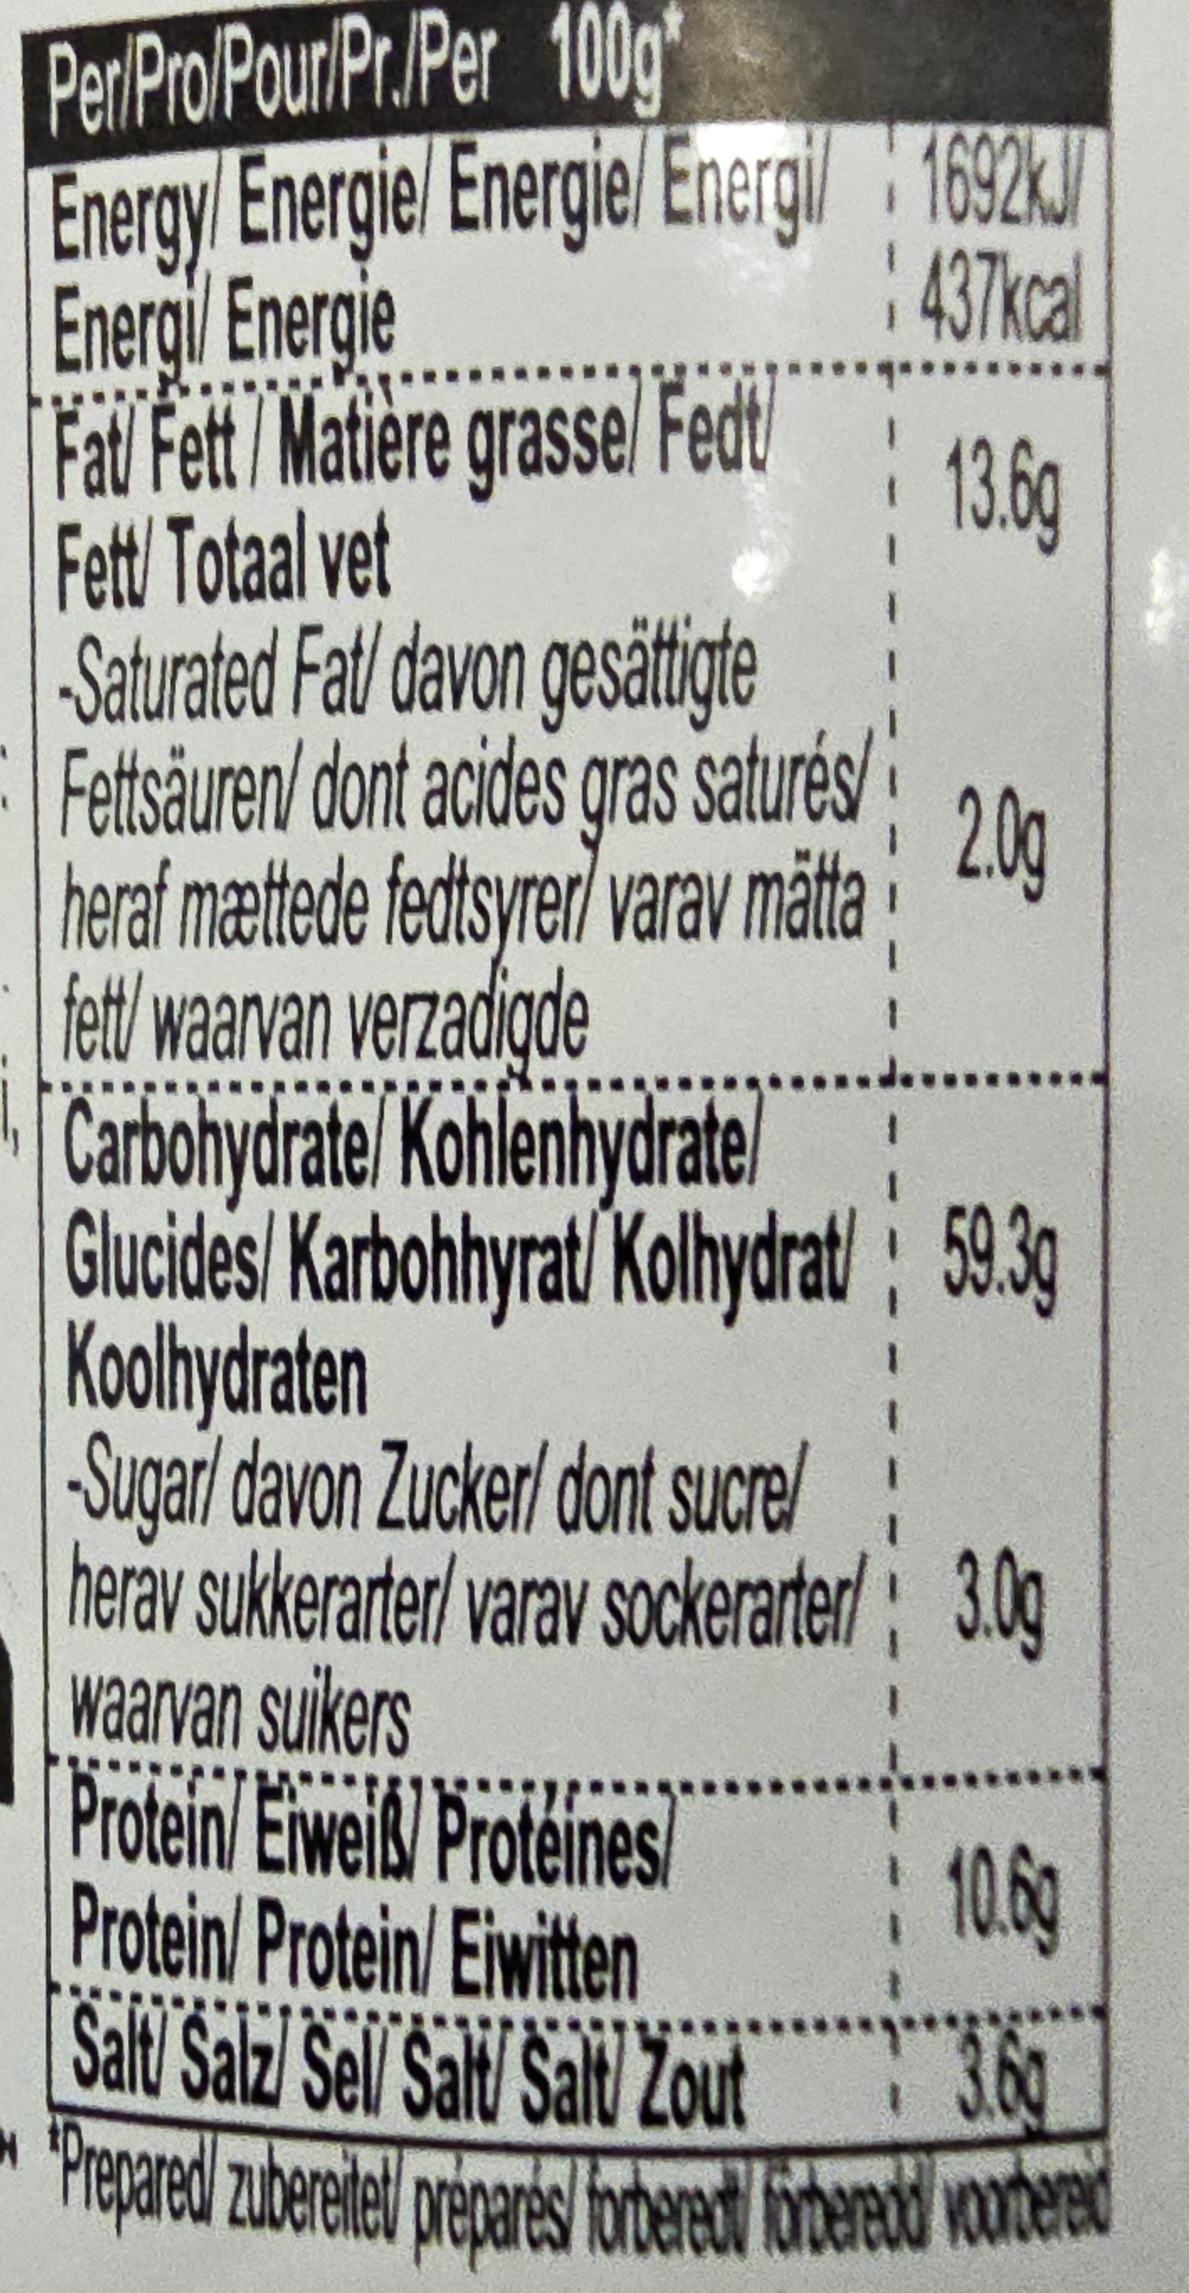 Per/Pro/Pour/Pr./Per 100g*
Energy/ Energie/ Energie/ Energi/ 1692kJ/
Energi/ Energie 437kcal
Fat/ Fett / Matière grasse/ Fedt/ 13.6g
Fett/ Totaal vet
-Saturated Fat/ davon gesättigte
Fettsäuren/ dont acides gras saturés/ 2.0g
heraf mættede fedtsyrer/ varav mätta
fett/ waarvan verzadigde
Carbohydrate/ Kohlenhydrate/
Glucides/ Karbohhyrat/ Kolhydrat/ 59.3g
Koolhydraten
-Sugar/ davon Zucker/ dont sucre/
herav sukkerarter/ varav sockerarter/ 3.0g
waarvan suikers
Protein/ Eiweiß/ Protéines/ 10.6g
Protein/ Protein/ Eiwitten
Salt/ Salz/ Sel/ Salt/ Salt/ Zout 3.6g
*Prepared/ zubereitet/ préparés/ forberedt/ förberedd/ voorbereid